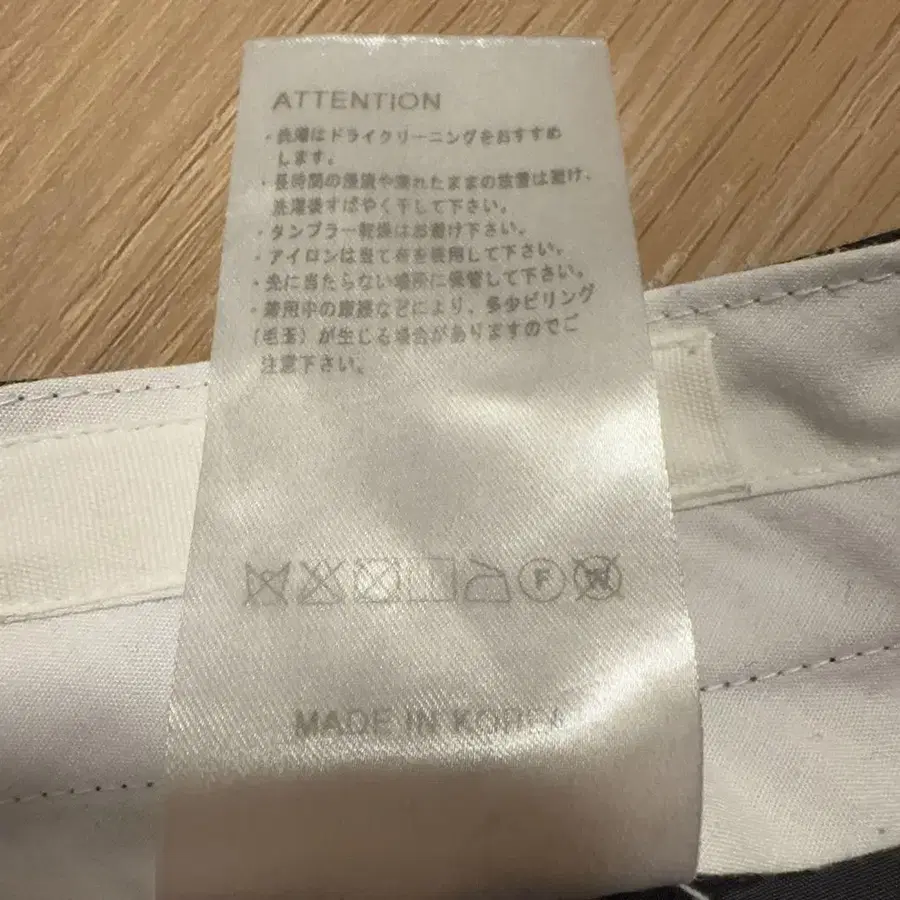 ATTENTION
・洗濯はドライクリーニングをおすすめ
します。
・長時間の浸漬や濡れたままの放置は避け、
洗濯後すばやく干して下さい。
・タンブラー乾燥はお避け下さい。
・アイロンは当て布を使用して下さい。
・光に当たらない場所に保管して下さい。
・着用中の摩擦などにより、多少ピリング
(毛玉)が生じる場合がありますのでご
注意下さい。
F
W
MADE IN KOREA